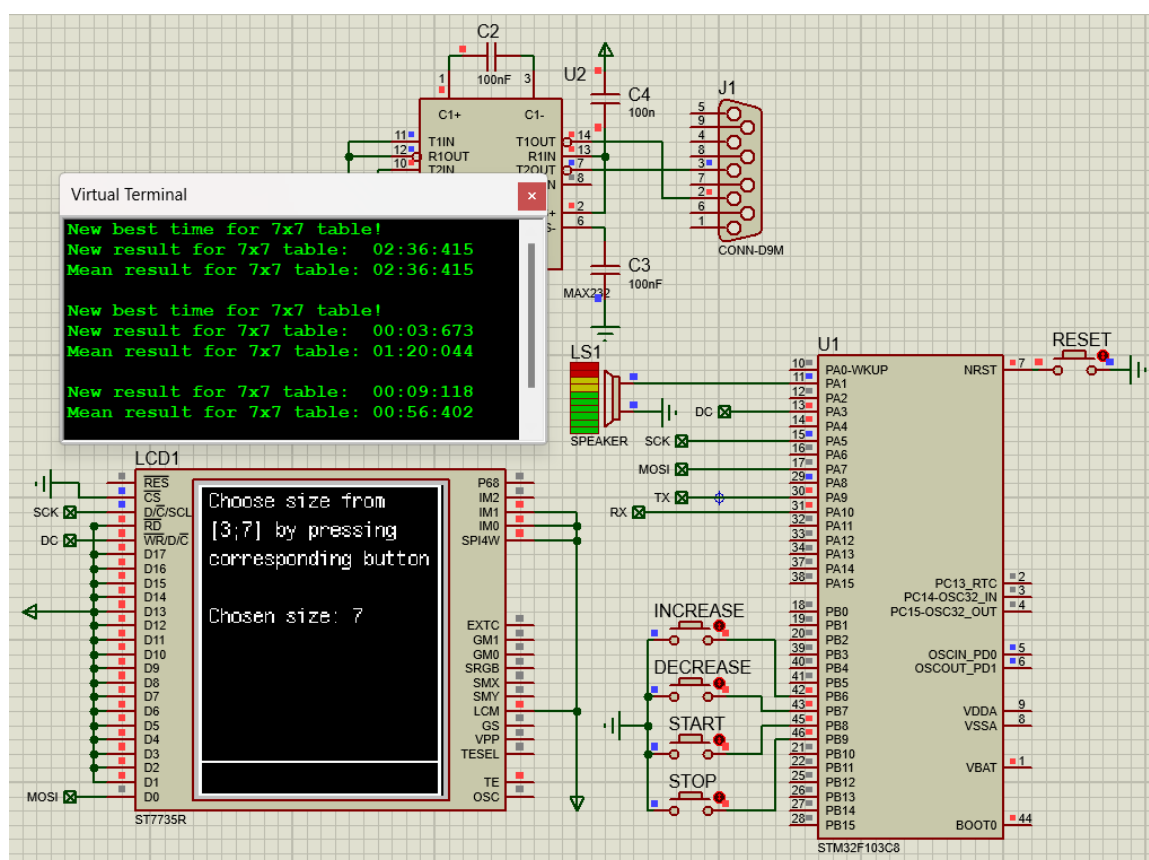 C2
100nF
1
3
U2
C4
100n
J1
C1+
C1-
11
T1IN
T1OUT
14
12
R1OUT
R1IN
13
10
T2IN
T2OUT
7
8
2
6
5
9
4
8
3
7
2
6
1
CONN-D9M
C3
100nF
MAX232
Virtual Terminal
New best time for 7x7 table!
New result for 7x7 table:  02:36:415
Mean result for 7x7 table: 02:36:415
New best time for 7x7 table!
New result for 7x7 table:  00:03:673
Mean result for 7x7 table: 01:20:044
New result for 7x7 table:  00:09:118
Mean result for 7x7 table: 00:56:402
LS1
SPEAKER
DC
SCK
MOSI
TX
RX
U1
10
PA0-WKUP
11
PA1
12
PA2
13
PA3
14
PA4
15
PA5
16
PA6
17
PA7
29
PA8
30
PA9
31
PA10
32
PA11
33
PA12
34
PA13
37
PA14
38
PA15
18
PB0
19
PB1
20
PB2
39
PB3
40
PB4
41
PB5
42
PB6
43
PB7
45
PB8
46
PB9
21
PB10
22
PB11
25
PB12
26
PB13
27
PB14
28
PB15
NRST
7
RESET
PC13_RTC
2
PC14-OSC32_IN
3
PC15-OSC32_OUT
4
OSCIN_PD0
5
OSCOUT_PD1
6
VDDA
9
VSSA
8
VBAT
1
BOOT0
44
STM32F103C8
INCREASE
DECREASE
START
STOP
LCD1
RES
CS
SCK
D/C/SCL
RD
DC
WR/D/C
D17
D16
D15
D14
D13
D12
D11
D10
D9
D8
D7
D6
D5
D4
D3
D2
D1
MOSI
D0
Choose size from
[3;7] by pressing
corresponding button
Chosen size: 7
P68
IM2
IM1
IM0
SPI4W
EXTC
GM1
GM0
SRGB
SMX
SMY
LCM
GS
VPP
TESEL
TE
OSC
ST7735R